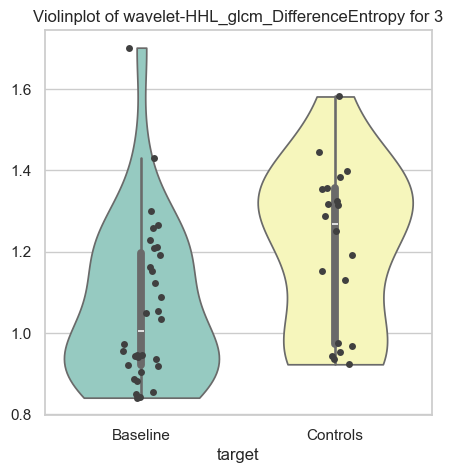 Violinplot of wavelet-HHL_glcm_DifferenceEntropy for 3
1.6
1.4
1.2
1.0
0.8
Baseline Controls
target